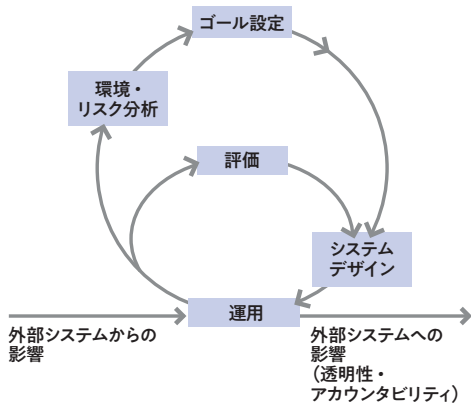 ゴール設定
環境・
リスク分析
評価
システム
デザイン
運用
外部システムからの
影響
外部システムへの
影響
（透明性・
アカウンタビリティ）